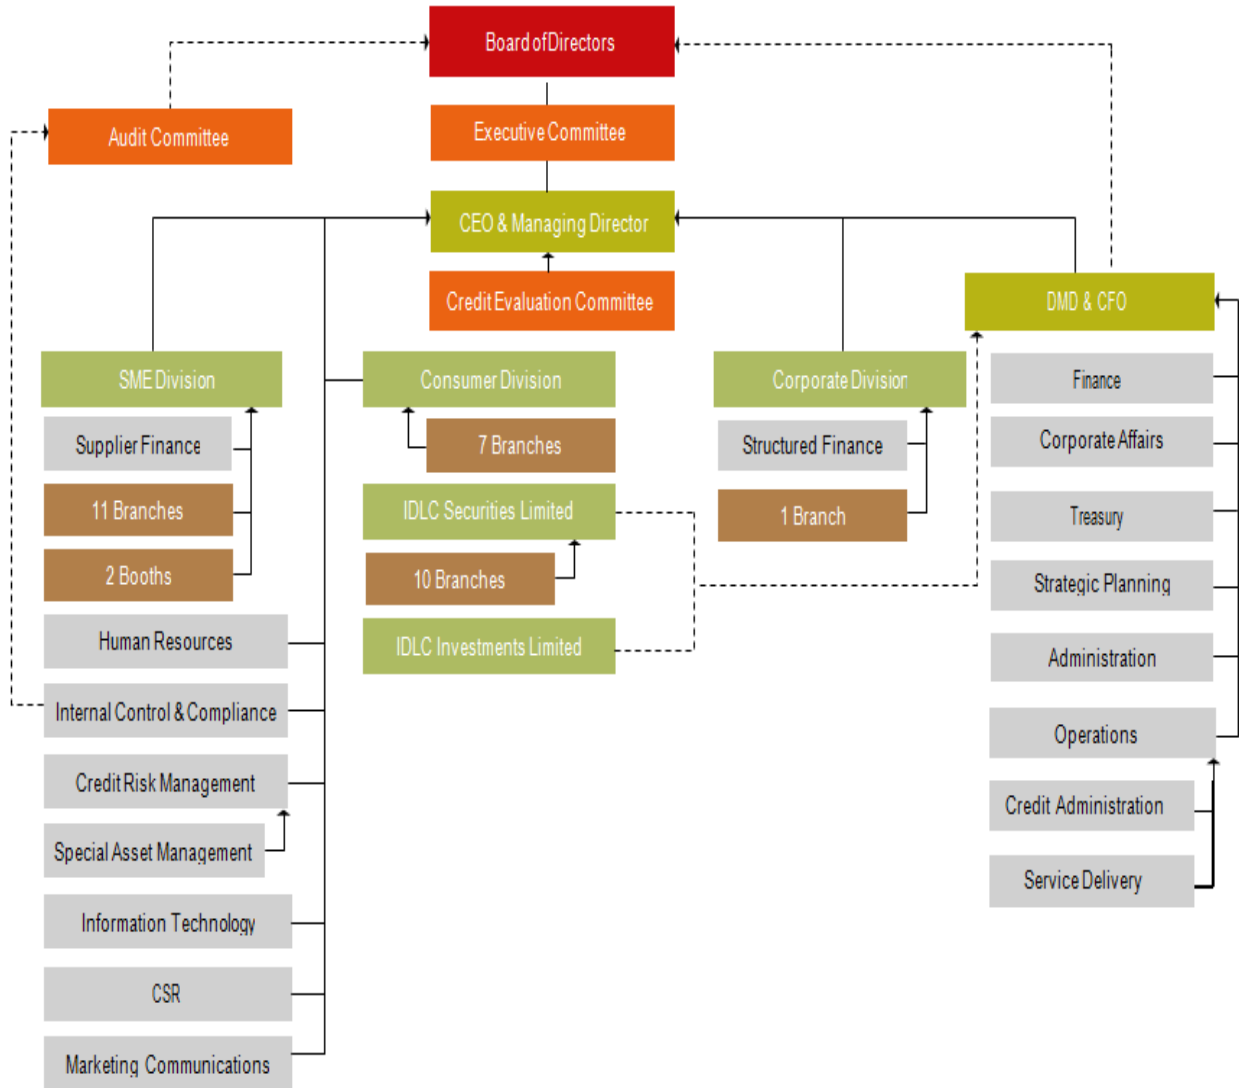 Board of Directors
Audit Committee
Executive Committee
CEO & Managing Director
Credit Evaluation Committee
DMD & CFO
SME Division
Consumer Division
Corporate Division
Finance
Supplier Finance
7 Branches
Structured Finance
Corporate Affairs
11 Branches
IDLC Securities Limited
1 Branch
Treasury
2 Booths
10 Branches
Strategic Planning
Human Resources
IDLC Investments Limited
Administration
Internal Control & Compliance
Operations
Credit Risk Management
Credit Administration
Special Asset Management
Service Delivery
Information Technology
CSR
Marketing Communications